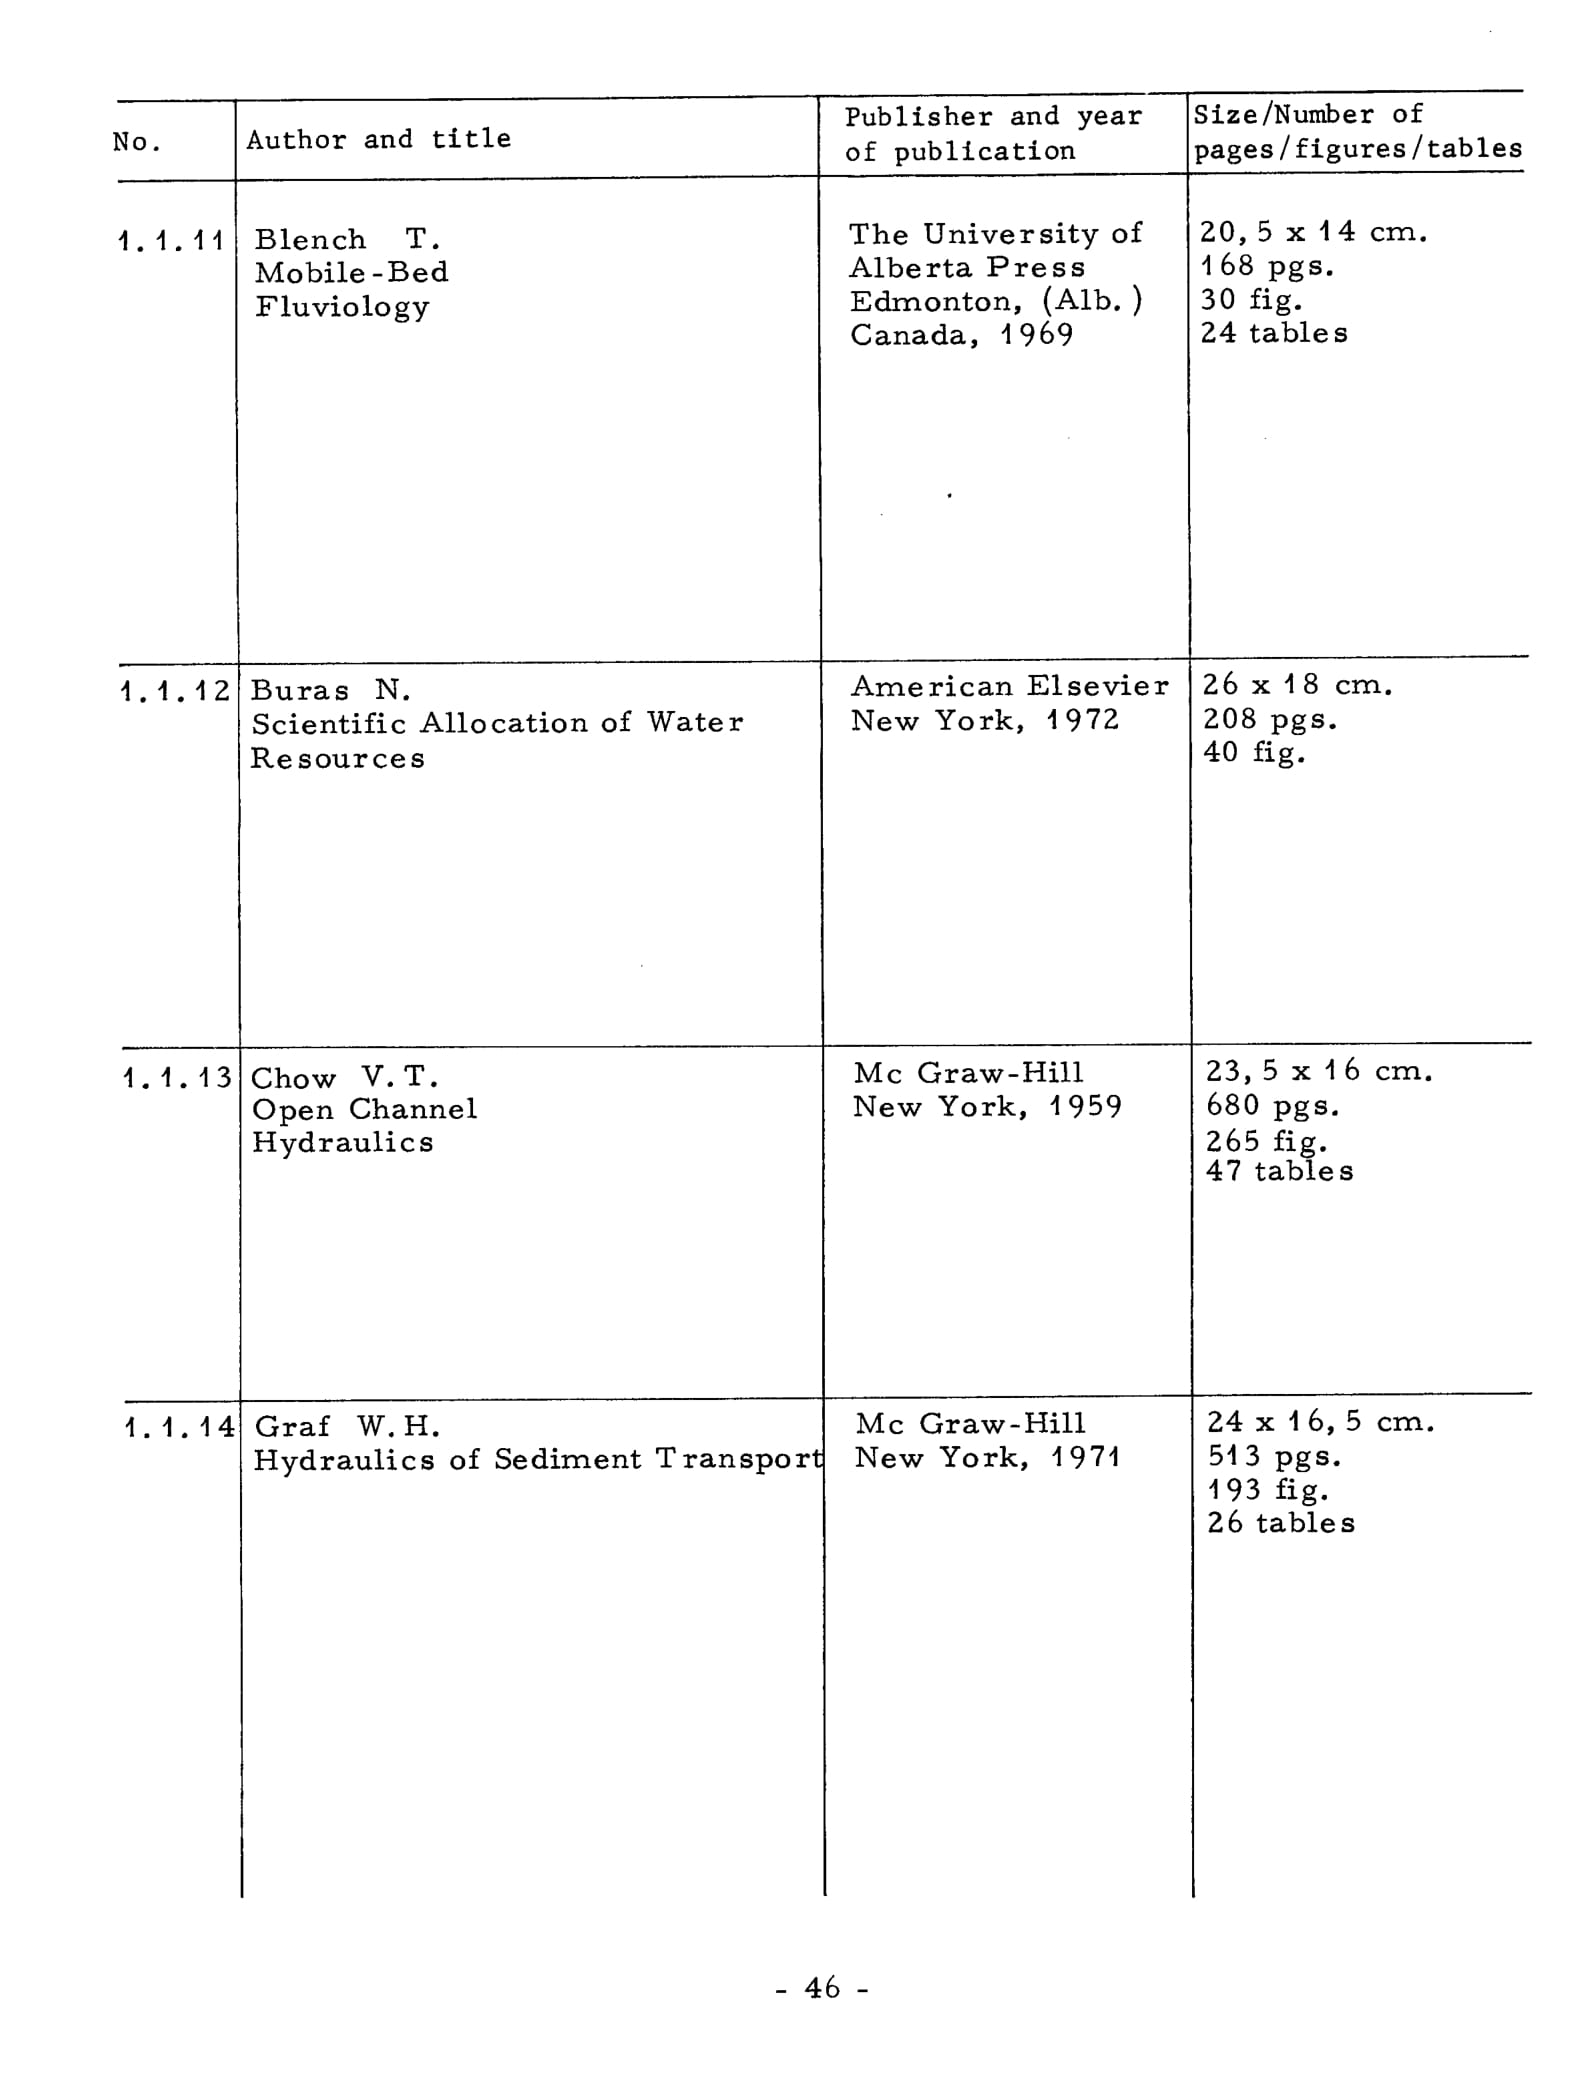 No.
Author and title
Publisher and year
of publication
Size/Number of
pages/figures/tables
1.1.11
Blench T.
Mobile-Bed
Fluviology
The University of
Alberta Press
Edmonton, (Alb.)
Canada, 1969
20,5 x 14 cm.
168 pgs.
30 fig.
24 tables
1.1.12
Buras N.
Scientific Allocation of Water
Resources
American Elsevier
New York, 1972
26 x 18 cm.
208 pgs.
40 fig.
1.1.13
Chow V.T.
Open Channel
Hydraulics
Mc Graw-Hill
New York, 1959
23,5 x 16 cm.
680 pgs.
265 fig.
47 tables
1.1.14
Graf W.H.
Hydraulics of Sediment Transport
Mc Graw-Hill
New York, 1971
24 x 16,5 cm.
513 pgs.
193 fig.
26 tables
- 46 -